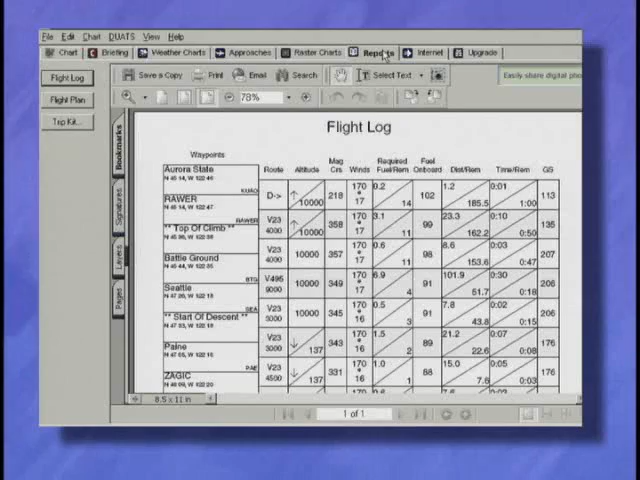 File Edit Chart DUATS View Help
Chart Briefing Weather Charts Approaches Raster Charts Reports Internet Upgrade
Flight Log
Save a Copy Print Email Search Select Text Easily share digital pho
Flight Plan
78%
Trip Kit...
Bookmarks
Signatures
Layers
Pages
Flight Log
Waypoints Route Altitude Mag Crs Winds Required Fuel/Rem Fuel Onboard Dist/Rem Time/Rem GS
Aurora State
KUAO D-> 10000 218 170 17 0.2 14 102 1.2 185.5 0:01 1:00 113
RAWER
RAWER V23 4000 10000 358 170 17 3.1 11 99 23.3 162.2 0:10 0:50 135
** Top Of Climb **
V23 4000 10000 357 170 17 0.6 11 98 8.6 153.6 0:03 0:47 207
Battle Ground
BTG V495 9000 10000 349 170 17 6.9 4 91 101.9 51.7 0:30 0:18 206
Seattle
SEA V23 5000 10000 345 170 16 0.5 3 91 7.8 43.8 0:02 0:15 206
** Start Of Descent **
V23 3000 137 343 170 16 1.5 2 89 21.2 22.6 0:07 0:08 176
Paine
PAE V23 4500 137 331 170 16 1.0 1 88 15.0 7.6 0:05 0:03 176
ZAGIC
8.5 x 11 in
1 of 1